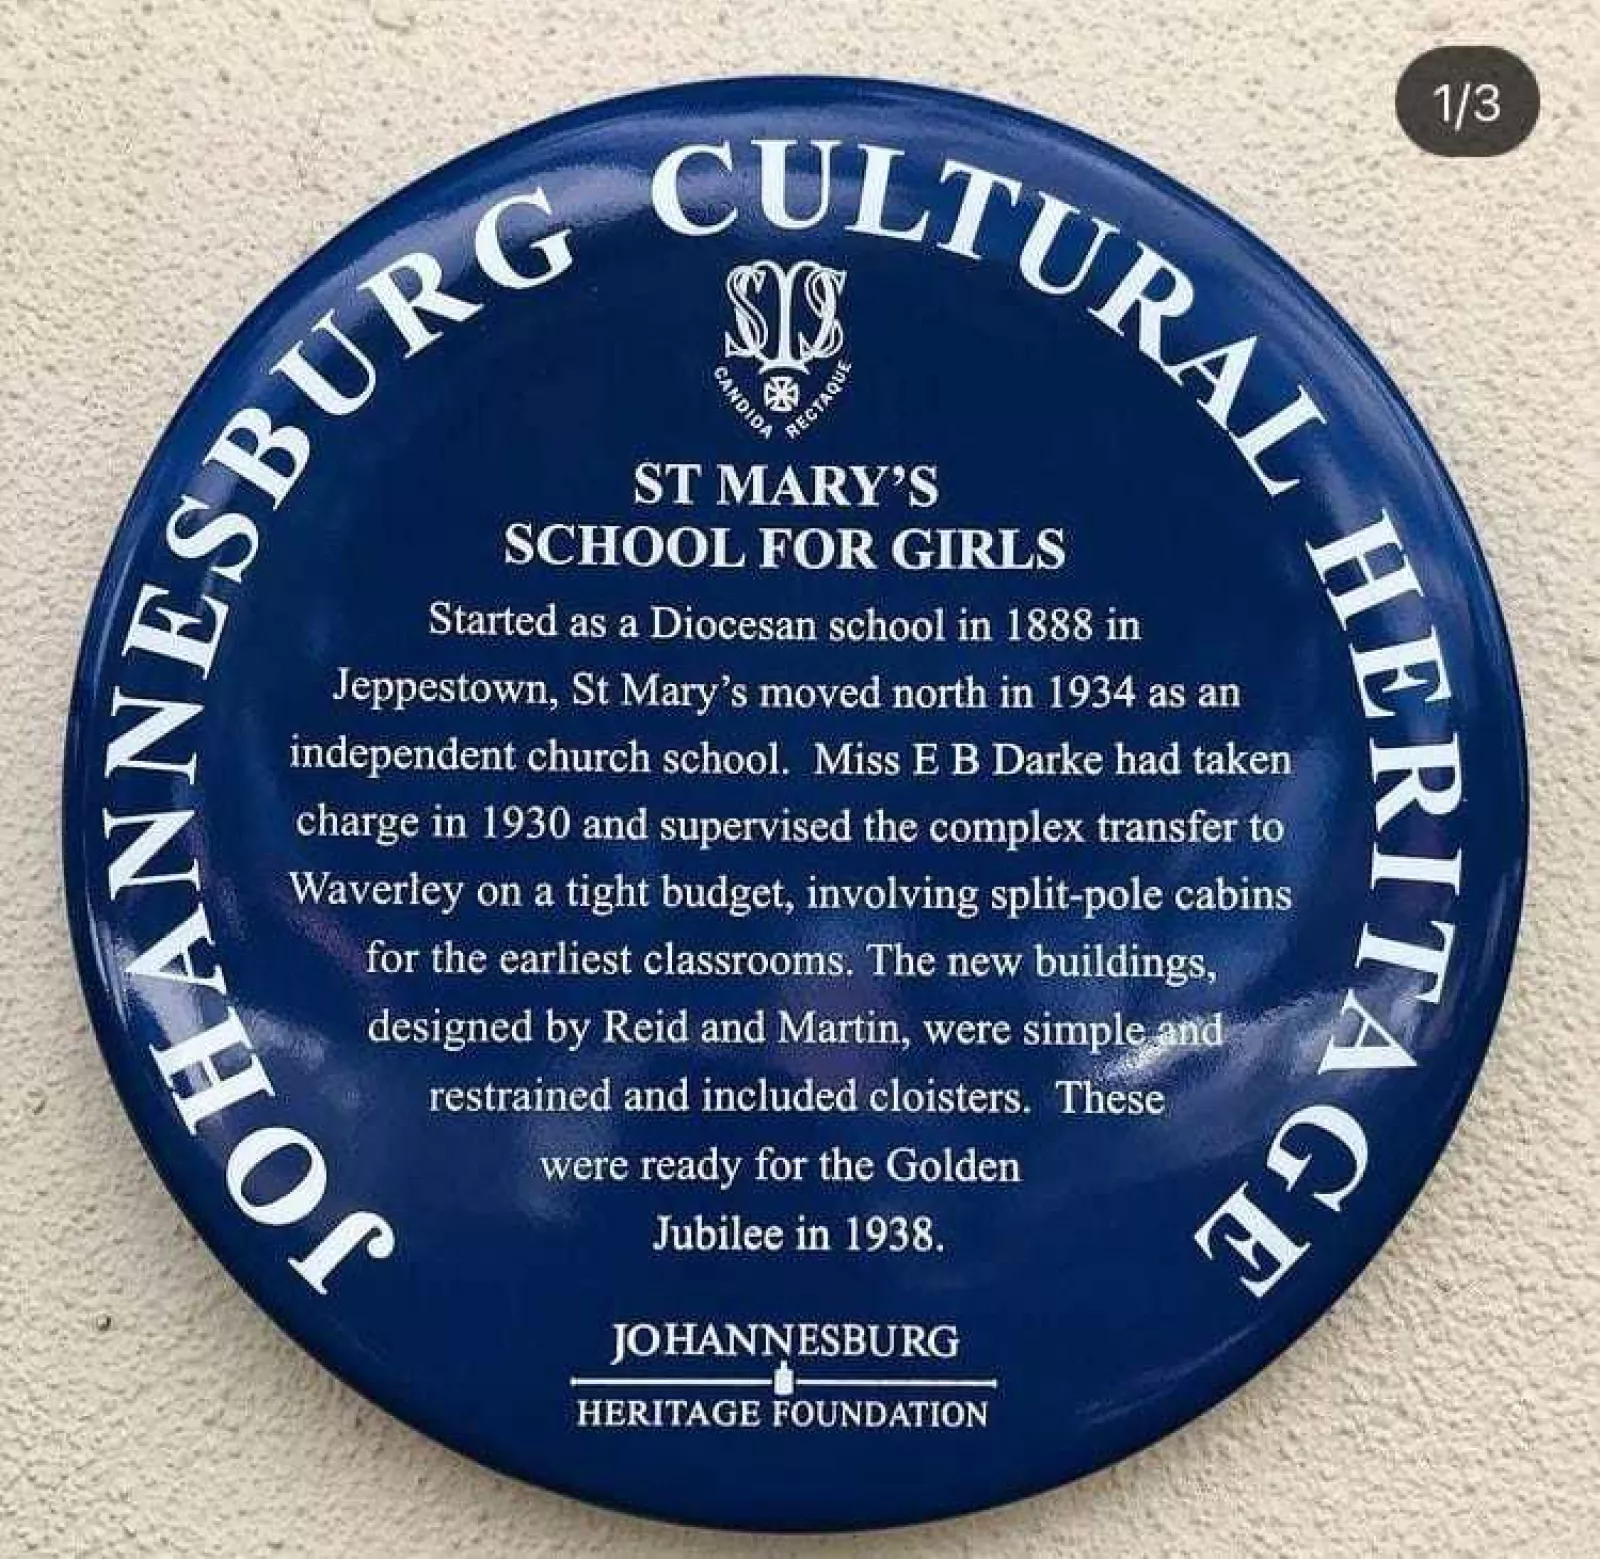 1/3
JOHANNESBURG CULTURAL HERITAGE
SMS
CANDIDA RECTAQUE
ST MARY'S
SCHOOL FOR GIRLS
Started as a Diocesan school in 1888 in
Jeppestown, St Mary's moved north in 1934 as an
independent church school. Miss E B Darke had taken
charge in 1930 and supervised the complex transfer to
Waverley on a tight budget, involving split-pole cabins
for the earliest classrooms. The new buildings,
designed by Reid and Martin, were simple and
restrained and included cloisters. These
were ready for the Golden
Jubilee in 1938.
JOHANNESBURG
HERITAGE FOUNDATION